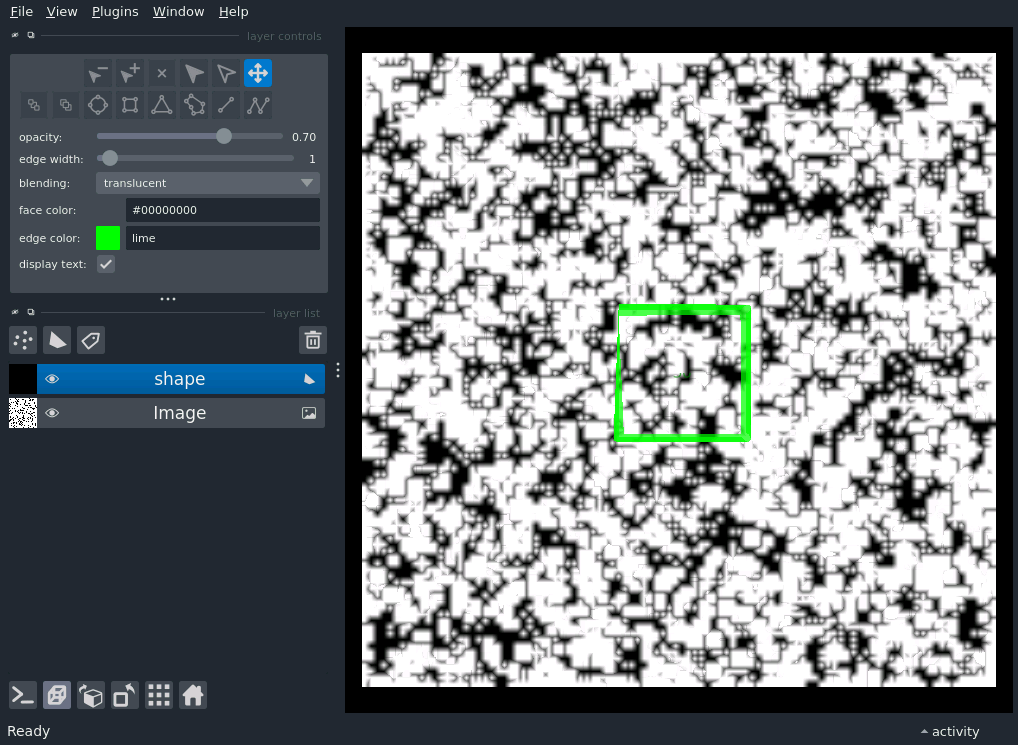 File View Plugins Window Help
layer controls
opacity: 0.70
edge width: 1
blending: translucent
face color: #00000000
edge color: lime
display text:
layer list
shape
Image
Ready
activity